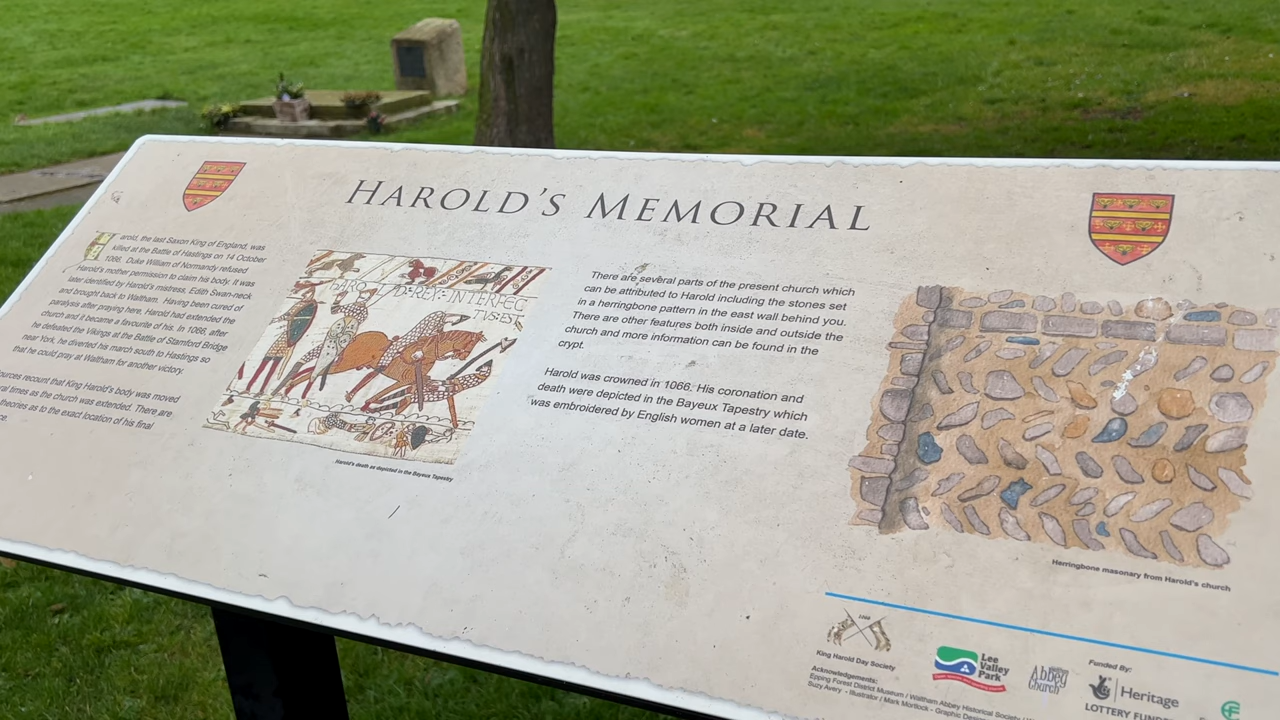 HAROLD'S MEMORIAL
arold, the last Saxon King of England, was
killed at the Battle of Hastings on 14 October
1066. Duke William of Normandy refused
Harold's mother permission to claim his body. It was
later identified by Harold's mistress, Edith Swan-neck
and brought back to Waltham. Having been cured of
paralysis after praying here, Harold had extended the
church and it became a favourite of his. In 1066, after
he defeated the Vikings at the Battle of Stamford Bridge
near York, he diverted his march south to Hastings so
that he could pray at Waltham for another victory.
recount that King Harold's body was moved
times as the church was extended. There are
theories as to the exact location of his final
HARO
D:REX:INTERFEC
TVS:EST
Harold's death as depicted in the Bayeux Tapestry
There are several parts of the present church which
can be attributed to Harold including the stones set
in a herringbone pattern in the east wall behind you.
There are other features both inside and outside the
church and more information can be found in the
crypt.
Harold was crowned in 1066. His coronation and
death were depicted in the Bayeux Tapestry which
was embroidered by English women at a later date.
Herringbone masonary from Harold's church
1066
King Harold Day Society
Lee
Valley
Park
Waltham
Abbey
Church
Funded By:
Heritage
LOTTERY
Acknowledgements:
Epping Forest District Museum / Waltham Abbey Historical Society
Suzy Avery - Illustrator / Mark Mortlock - Graphic